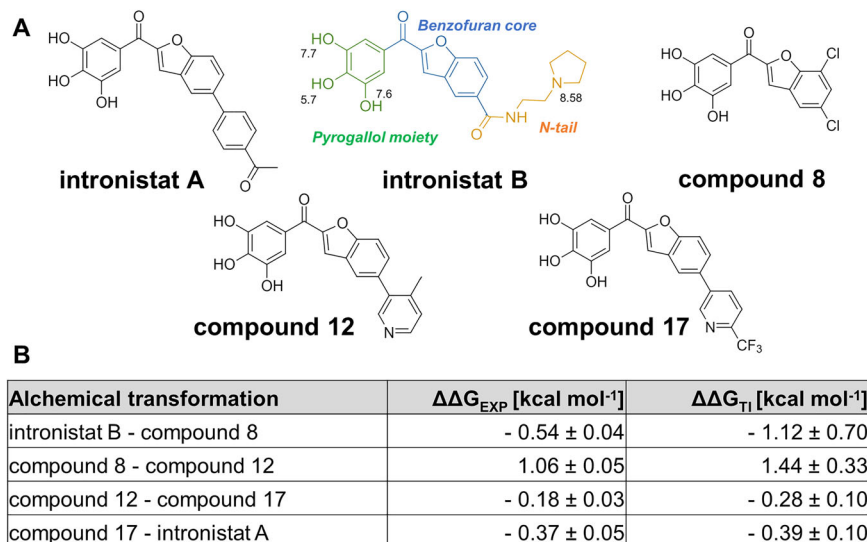 A
HO
HO
OH
O
O
O
intronistat A
HO
7.7
HO
5.7
OH
7.6
O
O
Benzofuran core
O
NH
N
8.58
Pyrogallol moiety
N-tail
intronistat B
HO
HO
OH
O
O
Cl
Cl
compound 8
HO
HO
OH
O
O
N
compound 12
HO
HO
OH
O
O
N
CF3
compound 17
B
Alchemical transformation ΔΔGEXP [kcal mol-1] ΔΔGTI [kcal mol-1]
intronistat B - compound 8 - 0.54 ± 0.04 - 1.12 ± 0.70
compound 8 - compound 12 1.06 ± 0.05 1.44 ± 0.33
compound 12 - compound 17 - 0.18 ± 0.03 - 0.28 ± 0.10
compound 17 - intronistat A - 0.37 ± 0.05 - 0.39 ± 0.10